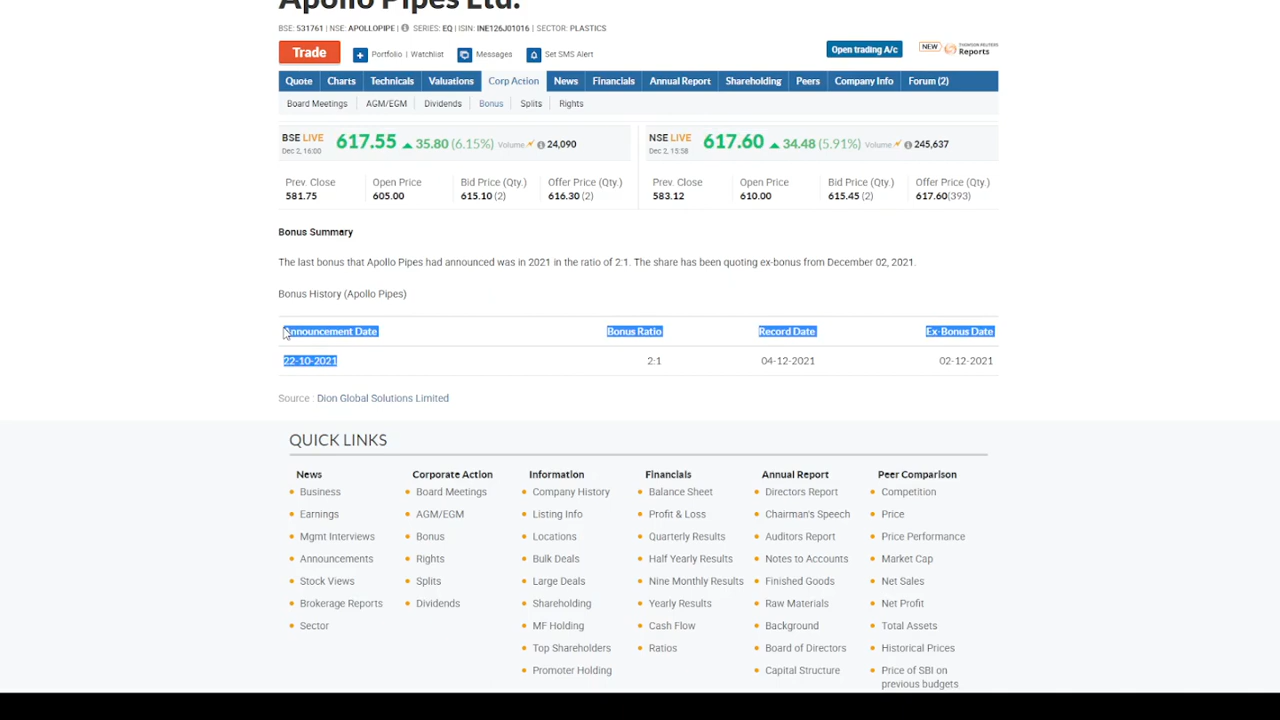 Apollo Pipes Ltd.
BSE: 531761 | NSE: APOLLOPIPE | SERIES: EQ | ISIN: INE126J01016 | SECTOR: PLASTICS
Trade Portfolio | Watchlist Messages Set SMS Alert Open trading A/c NEW THOMSON REUTERS Reports
Quote Charts Technicals Valuations Corp Action News Financials Annual Report Shareholding Peers Company Info Forum (2)
Board Meetings AGM/EGM Dividends Bonus Splits Rights
BSE LIVE 617.55 35.80 (6.15%) Volume 24,090 NSE LIVE 617.60 34.48 (5.91%) Volume 245,637
Dec 2, 16:00 Dec 2, 15:58
Prev. Close Open Price Bid Price (Qty.) Offer Price (Qty.) Prev. Close Open Price Bid Price (Qty.) Offer Price (Qty.)
581.75 605.00 615.10 (2) 616.30 (2) 583.12 610.00 615.45 (2) 617.60(393)
Bonus Summary
The last bonus that Apollo Pipes had announced was in 2021 in the ratio of 2:1. The share has been quoting ex-bonus from December 02, 2021.
Bonus History (Apollo Pipes)
Announcement Date Bonus Ratio Record Date Ex-Bonus Date
22-10-2021 2:1 04-12-2021 02-12-2021
Source : Dion Global Solutions Limited
QUICK LINKS
News Corporate Action Information Financials Annual Report Peer Comparison
Business Board Meetings Company History Balance Sheet Directors Report Competition
Earnings AGM/EGM Listing Info Profit & Loss Chairman's Speech Price
Mgmt Interviews Bonus Locations Quarterly Results Auditors Report Price Performance
Announcements Rights Bulk Deals Half Yearly Results Notes to Accounts Market Cap
Stock Views Splits Large Deals Nine Monthly Results Finished Goods Net Sales
Brokerage Reports Dividends Shareholding Yearly Results Raw Materials Net Profit
Sector MF Holding Cash Flow Background Total Assets
Top Shareholders Ratios Board of Directors Historical Prices
Promoter Holding Capital Structure Price of SBI on
previous budgets